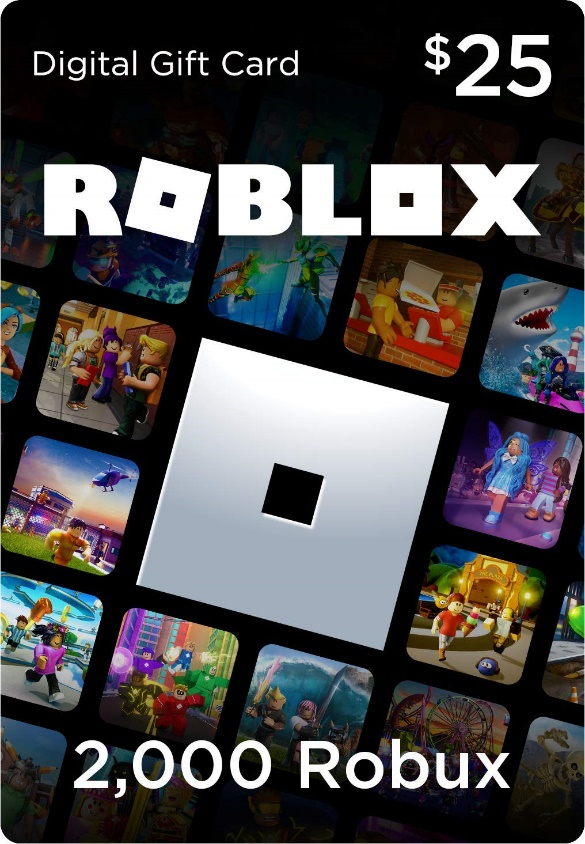 Digital Gift Card
$25
ROBLOX
2,000 Robux